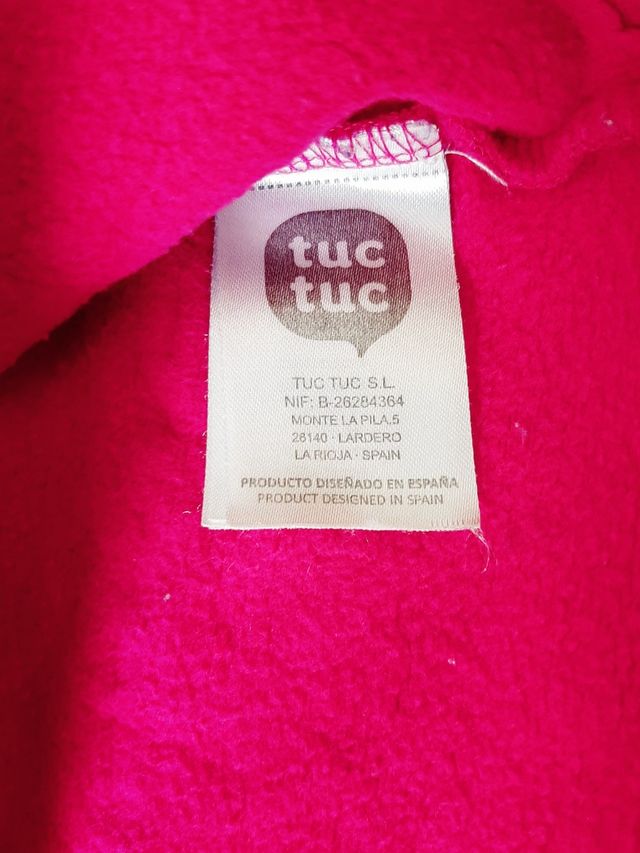 tuc
tuc
TUC TUC S.L.
NIF: B-26284364
MONTE LA PILA,5
26140 · LARDERO
LA RIOJA · SPAIN
PRODUCTO DISEÑADO EN ESPAÑA
PRODUCT DESIGNED IN SPAIN